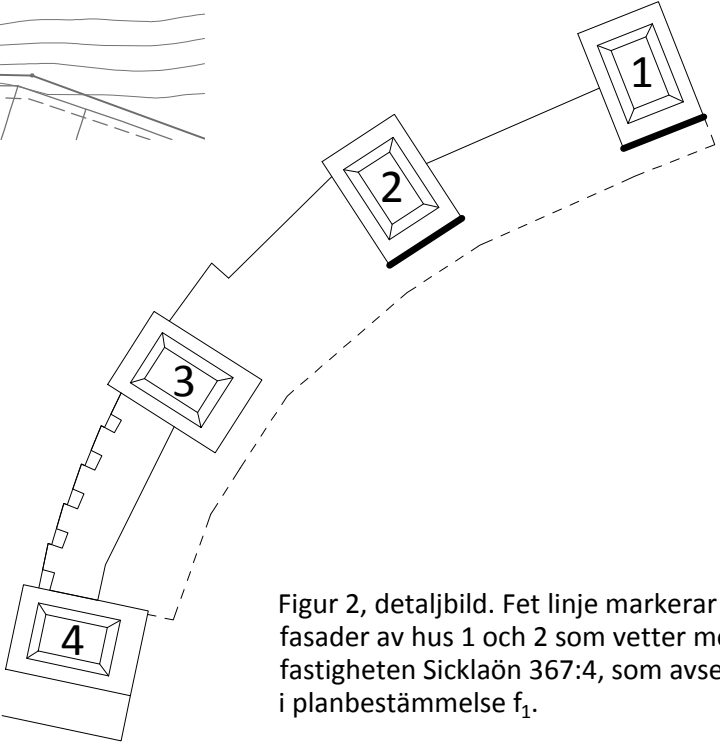 1
2
3
4
Figur 2, detaljbild. Fet linje markerar
fasader av hus 1 och 2 som vetter
fastigheten Sicklaön 367:4, som avse
i planbestämmelse f₁.